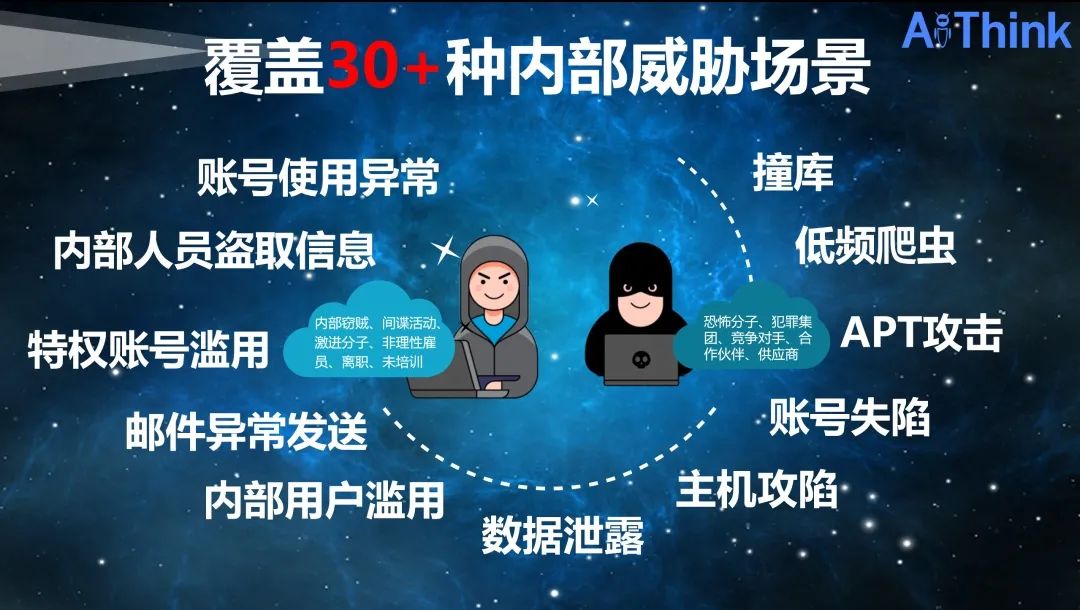 AiThink
覆盖30+种内部威胁场景
账号使用异常
内部人员盗取信息
特权账号滥用
邮件异常发送
内部用户滥用
数据泄露
撞库
低频爬虫
APT攻击
账号失陷
主机攻陷
内部窃贼、间谍活动、
激进分子、非理性雇
员、离职、未培训
恐怖分子、犯罪集
团、竞争对手、合
作伙伴、供应商